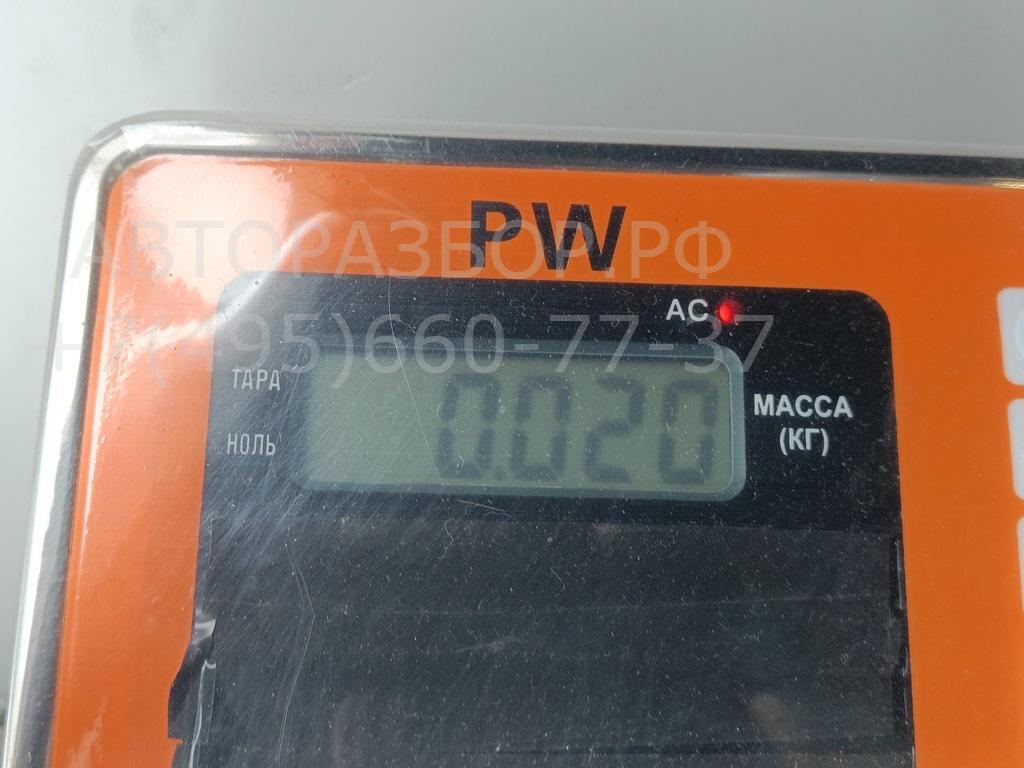 PW
АВТОРАЗБОР.РФ
AC
+7(495)660-77-37
ТАРА
0.020
МАССА
(КГ)
НОЛЬ